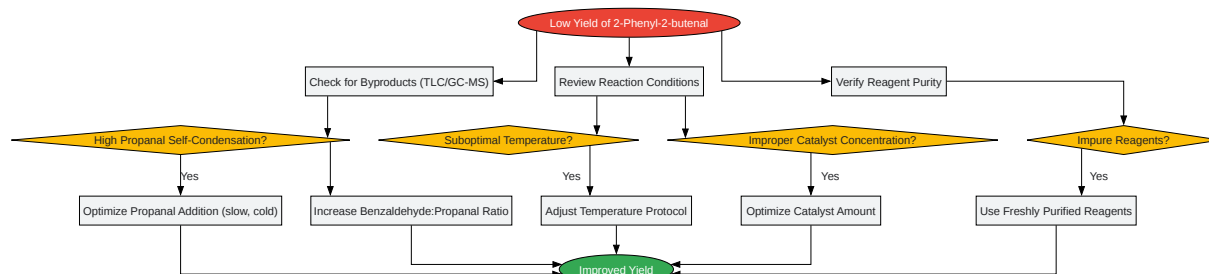 Low Yield of 2-Phenyl-2-butenal
Check for Byproducts (TLC/GC-MS)
Review Reaction Conditions
Verify Reagent Purity
High Propanal Self-Condensation?
Suboptimal Temperature?
Improper Catalyst Concentration?
Impure Reagents?
Yes
Yes
Yes
Yes
Optimize Propanal Addition (slow, cold)
Increase Benzaldehyde:Propanal Ratio
Adjust Temperature Protocol
Optimize Catalyst Amount
Use Freshly Purified Reagents
Improved Yield